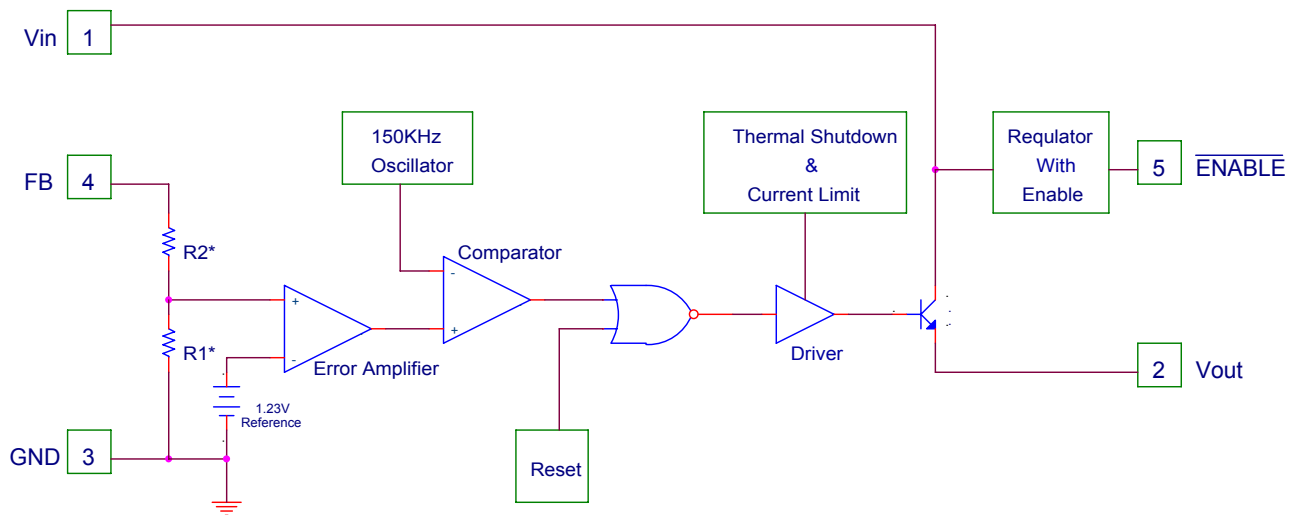 Vin 1
150KHz
Oscillator
Thermal Shutdown
&
Current Limit
Requlator
With
Enable
5 ENABLE
FB 4
R2*
Comparator
-
+
+
-
R1*
Error Amplifier
Driver
2 Vout
1.23V
Reference
GND 3
Reset